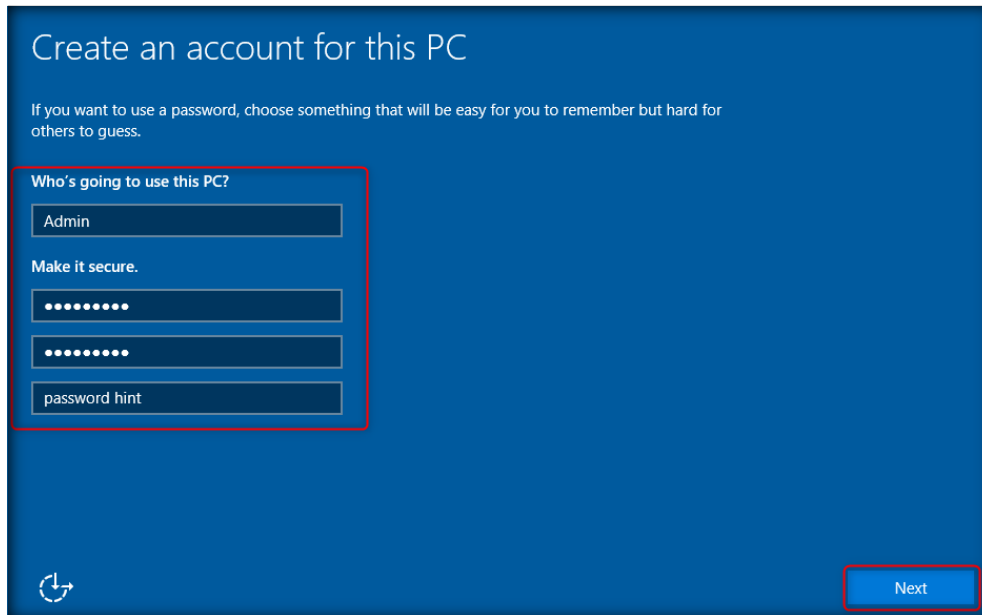 Create an account for this PC
If you want to use a password, choose something that will be easy for you to remember but hard for
others to guess.
Who's going to use this PC?
Admin
Make it secure.
●●●●●●●●●
●●●●●●●●●
password hint
Next